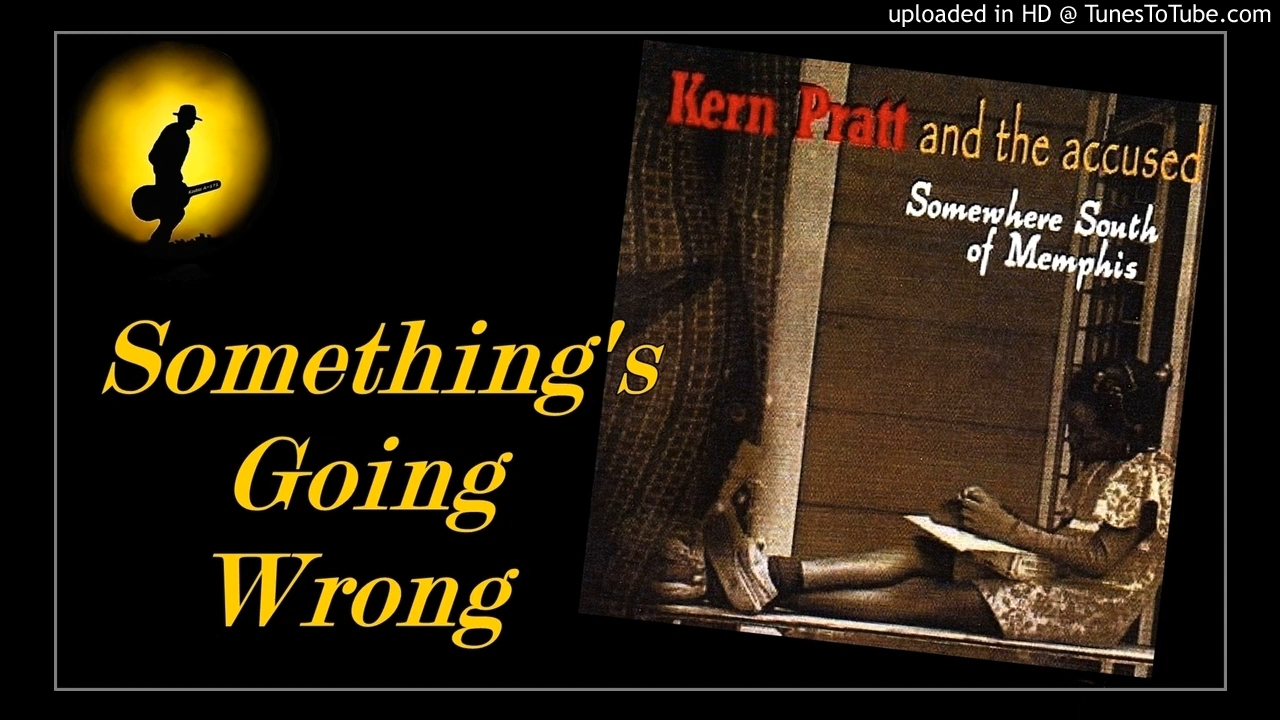 uploaded in HD @ TunesToTube.com
Kern Pratt and the accused
Somewhere South
of Memphis
Something's
Going
Wrong